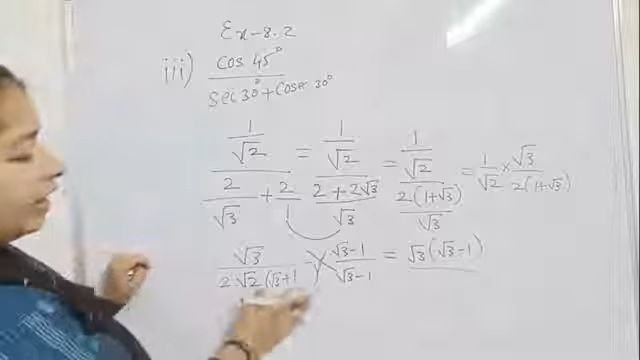 Ex-8.2
iii) cos 45° / sec 30° + cosec 30°
1/√2 / 2/√3 + 2 = 1/√2 / 2 + 2√3 / √3 = 1/√2 / 2(1+√3) / √3 = 1/√2 × √3 / 2(1+√3)
√3 / 2√2(√3+1) × √3-1 / √3-1 = √3(√3-1)